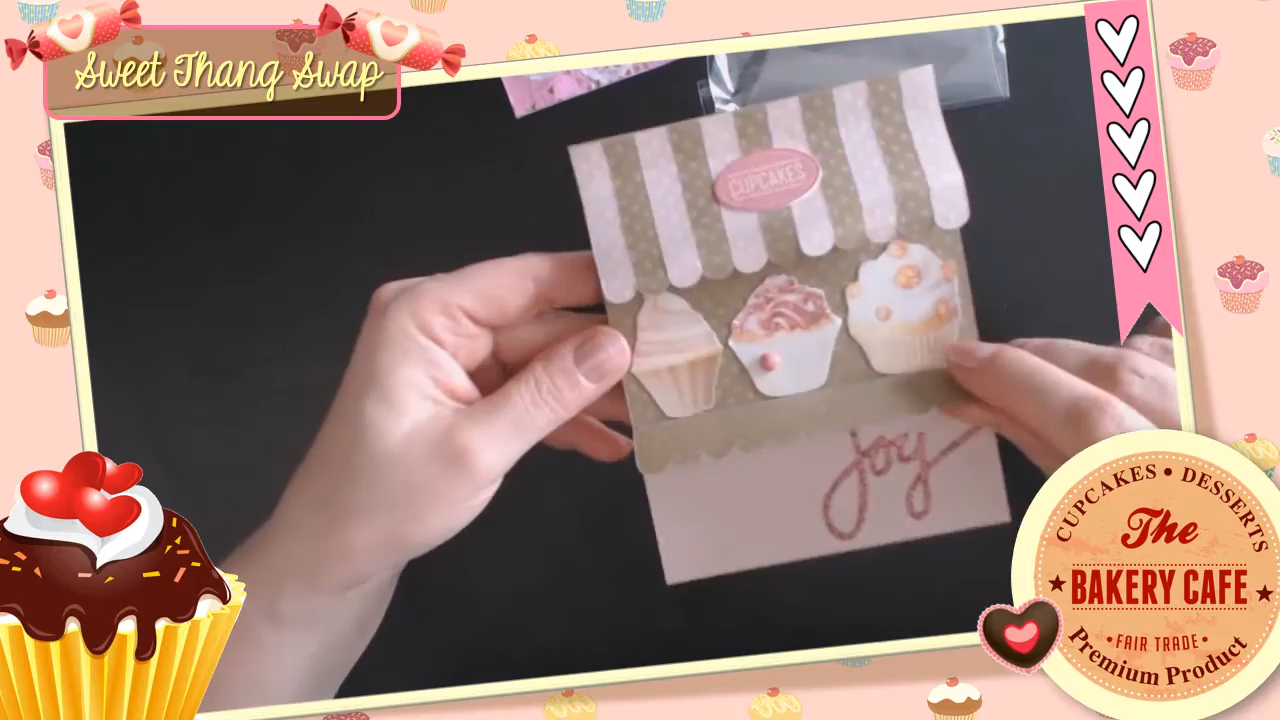 Sweet Thang Swap
CUPCAKES
joy
CUPCAKES • DESSERTS
The
BAKERY CAFE
• FAIR TRADE •
Premium Product